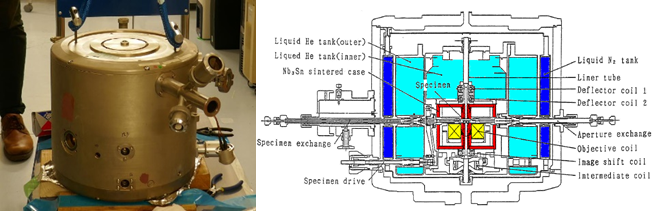 Liquid He tank(outer)
Liquid He tank(inner)
Nb₃Sn sintered case
Specimen
Specimen exchange
Specimen drive
Liquid N₂ tank
Liner tube
Deflector coil 1
Deflector coil 2
Aperture exchange
Objective coil
Image shift coil
Intermediate coil